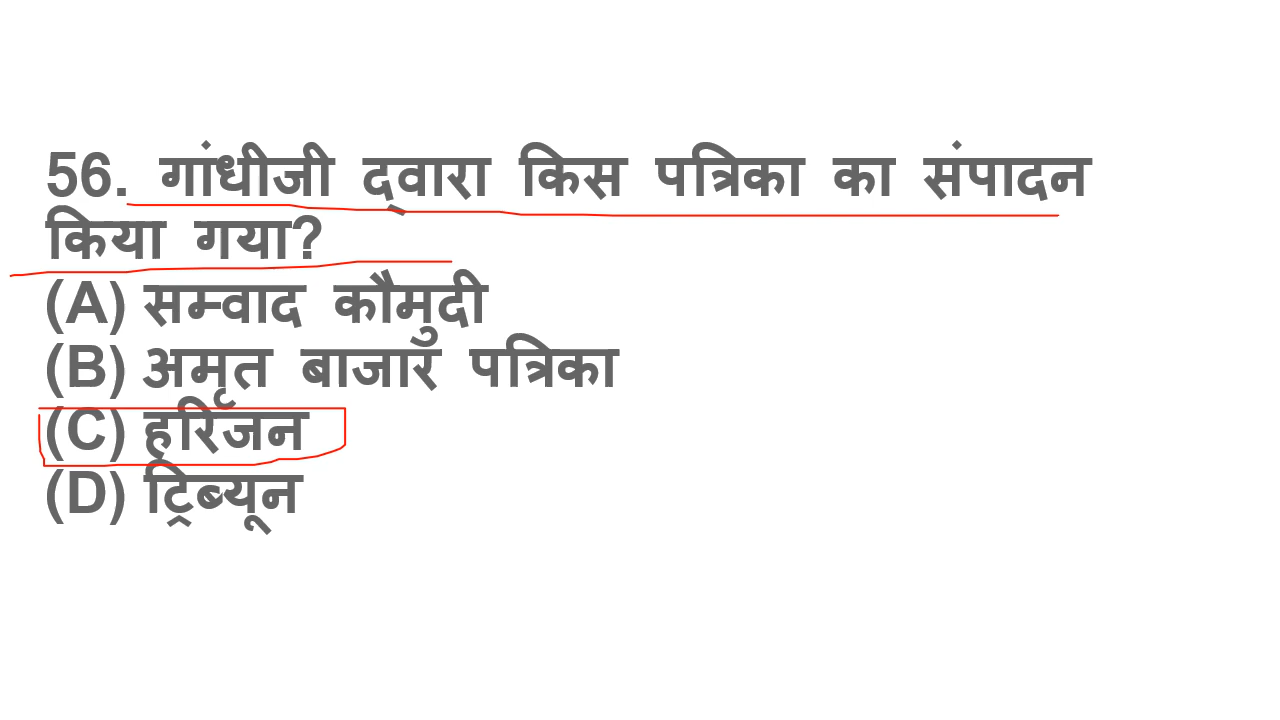 56. गांधीजी द्वारा किस पत्रिका का संपादन
किया गया?
(A) सम्वाद कौमुदी
(B) अमृत बाजार पत्रिका
(C) हरिजन
(D) ट्रिब्यून